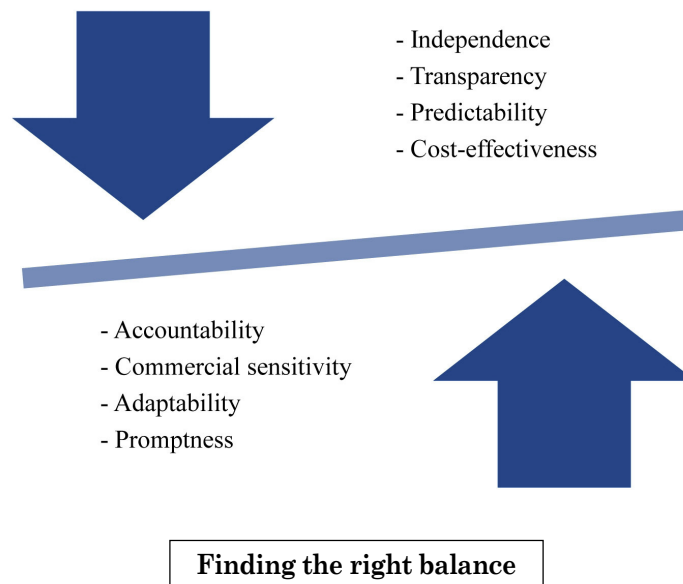 - Independence
- Transparency
- Predictability
- Cost-effectiveness
- Accountability
- Commercial sensitivity
- Adaptability
- Promptness
Finding the right balance